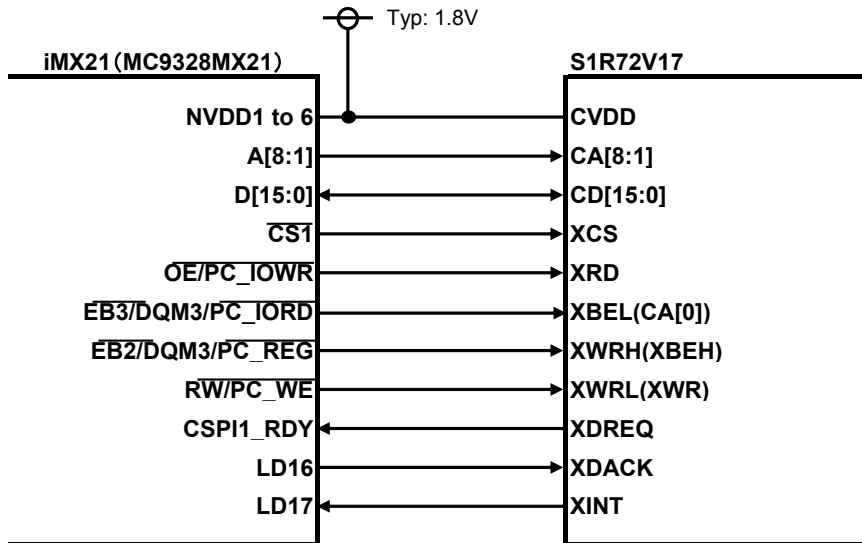 Typ: 1.8V
iMX21（MC9328MX21） S1R72V17
NVDD1 to 6 CVDD
A[8:1] CA[8:1]
D[15:0] CD[15:0]
CS1 XCS
OE/PC_IOWR XRD
EB3/DQM3/PC_IORD XBEL(CA[0])
EB2/DQM3/PC_REG XWRH(XBEH)
RW/PC_WE XWRL(XWR)
CSPI1_RDY XDREQ
LD16 XDACK
LD17 XINT